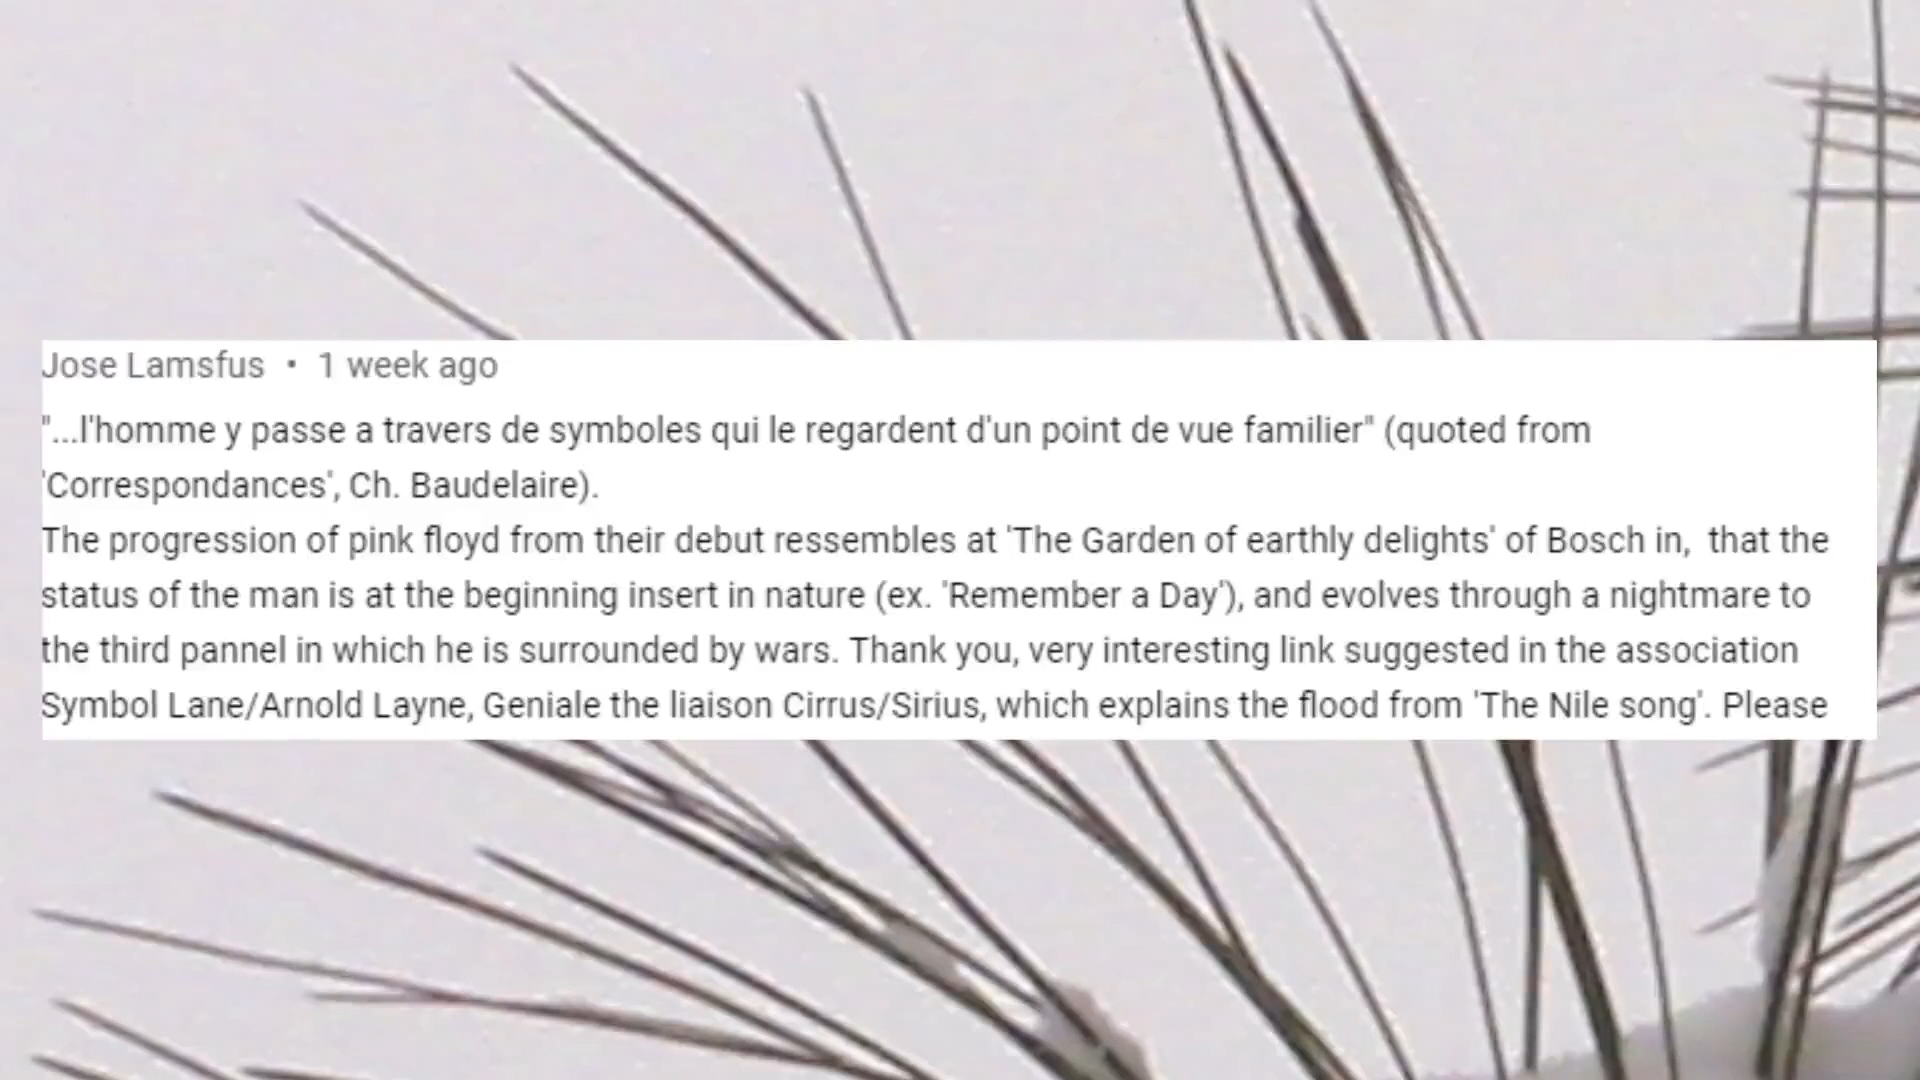 Jose Lamsfus • 1 week ago
"...l'homme y passe a travers de symboles qui le regardent d'un point de vue familier" (quoted from
'Correspondances', Ch. Baudelaire).
The progression of pink floyd from their debut ressembles at 'The Garden of earthly delights' of Bosch in,  that the
status of the man is at the beginning insert in nature (ex. 'Remember a Day'), and evolves through a nightmare to
the third pannel in which he is surrounded by wars. Thank you, very interesting link suggested in the association
Symbol Lane/Arnold Layne, Geniale the liaison Cirrus/Sirius, which explains the flood from 'The Nile song'. Please